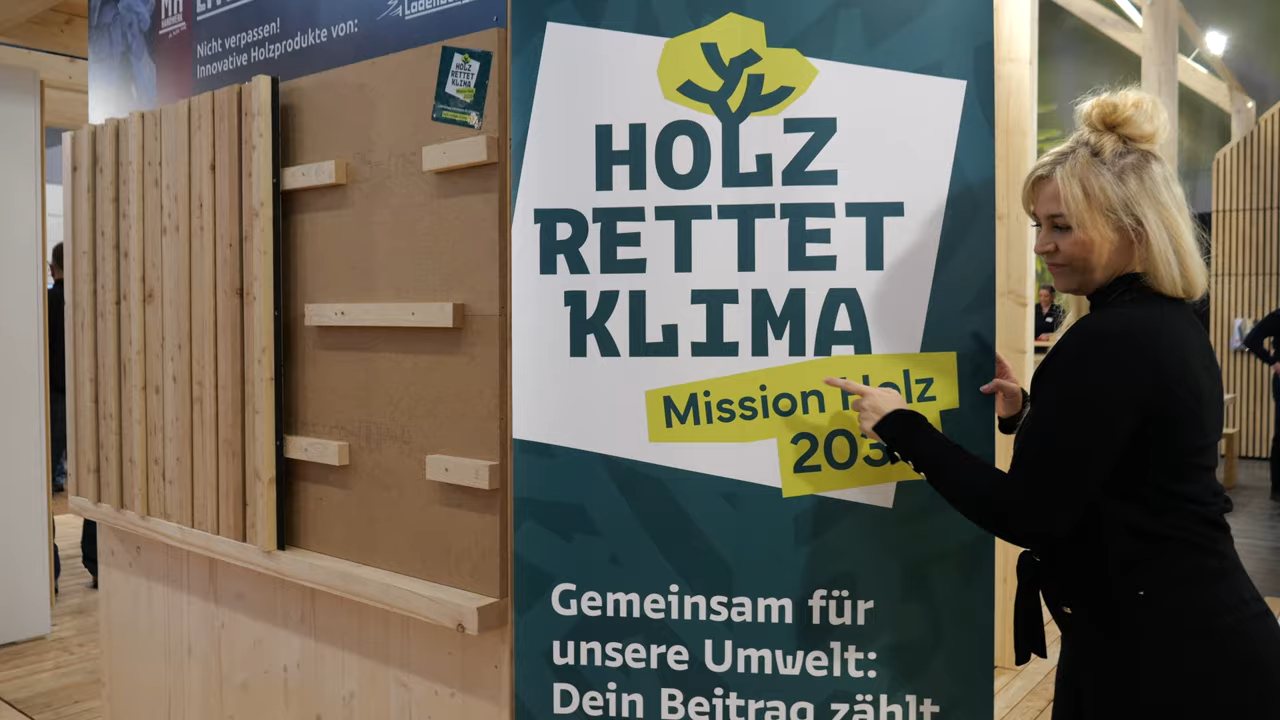 Nicht verpassen!
Innovative Holzprodukte von:
HOLZ
RETTET
KLIMA
HOLZ
RETTET
KLIMA
Mission Holz
Gemeinsam für
unsere Umwelt:
Dein Beitrag zählt